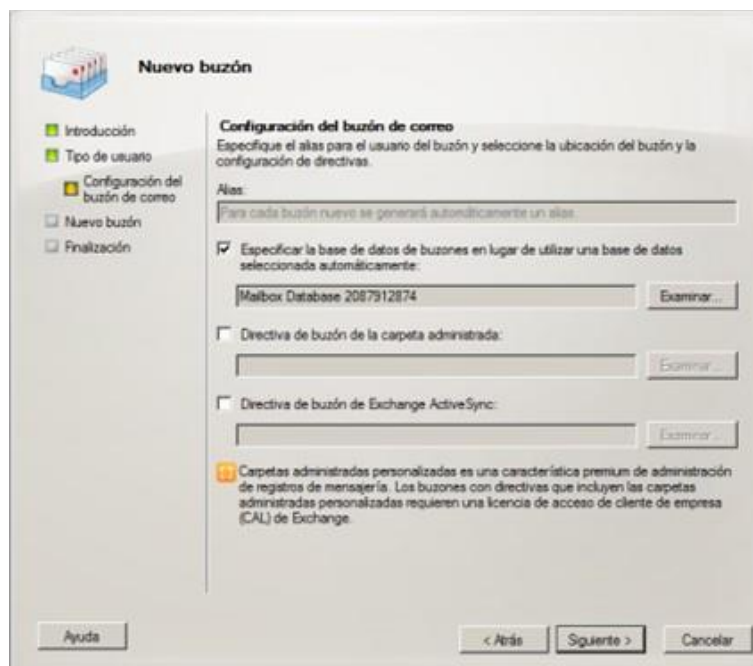 Nuevo buzón
Introducción
Tipo de usuario
Configuración del
buzón de correo
Nuevo buzón
Finalización
Configuración del buzón de correo
Especifique el alias para el usuario del buzón y seleccione la ubicación del buzón y la
configuración de directivas.
Alias:
Para cada buzón nuevo se generará automáticamente un alias.
Especificar la base de datos de buzones en lugar de utilizar una base de datos
seleccionada automáticamente:
Mailbox Database 2087912874
Examinar...
Directiva de buzón de la carpeta administrada:
Examinar...
Directiva de buzón de Exchange ActiveSync:
Examinar...
Carpetas administradas personalizadas es una característica premium de administración
de registros de mensajería. Los buzones con directivas que incluyen las carpetas
administradas personalizadas requieren una licencia de acceso de cliente de empresa
(CAL) de Exchange.
Ayuda
< Atrás
Siguiente >
Cancelar